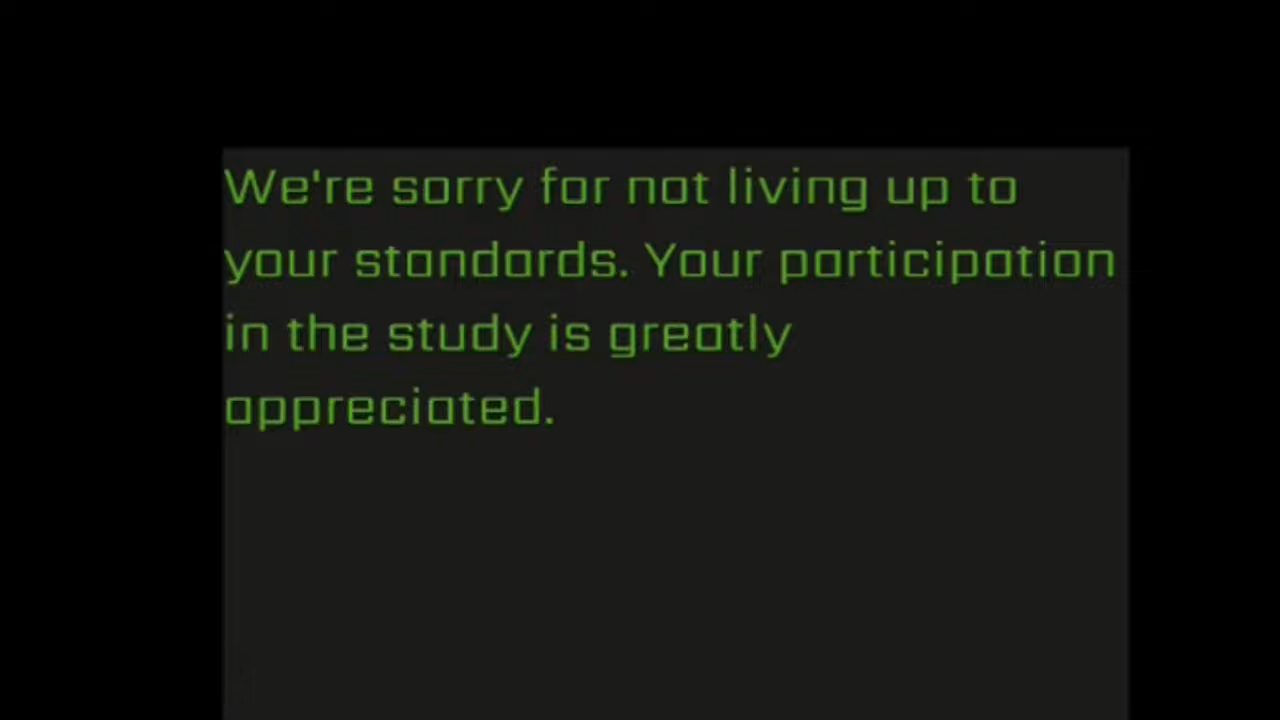 We're sorry for not living up to
your standards. Your participation
in the study is greatly
appreciated.